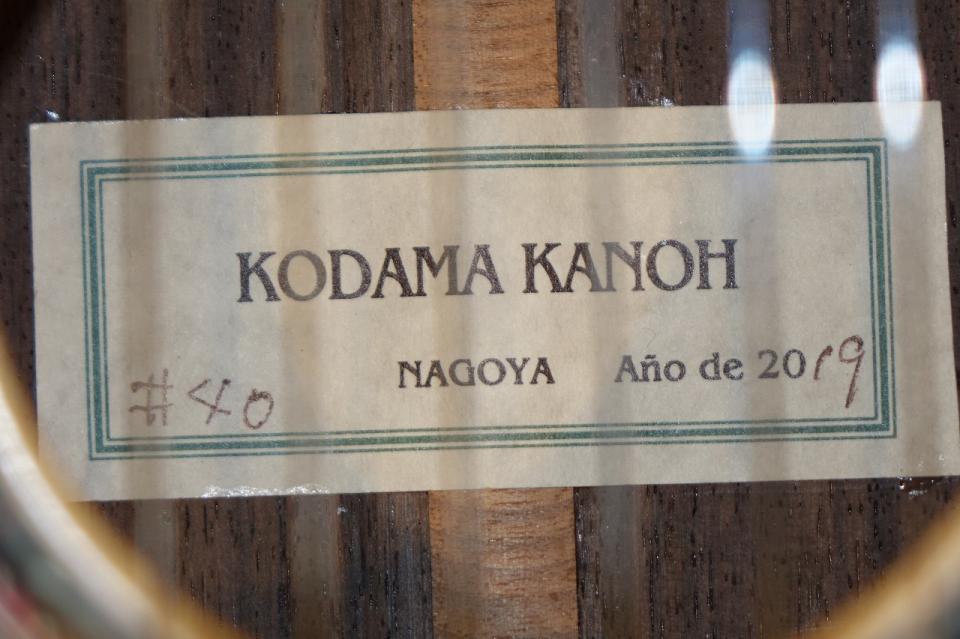 KODAMA KANOH
NAGOYA Año de 2019
#40